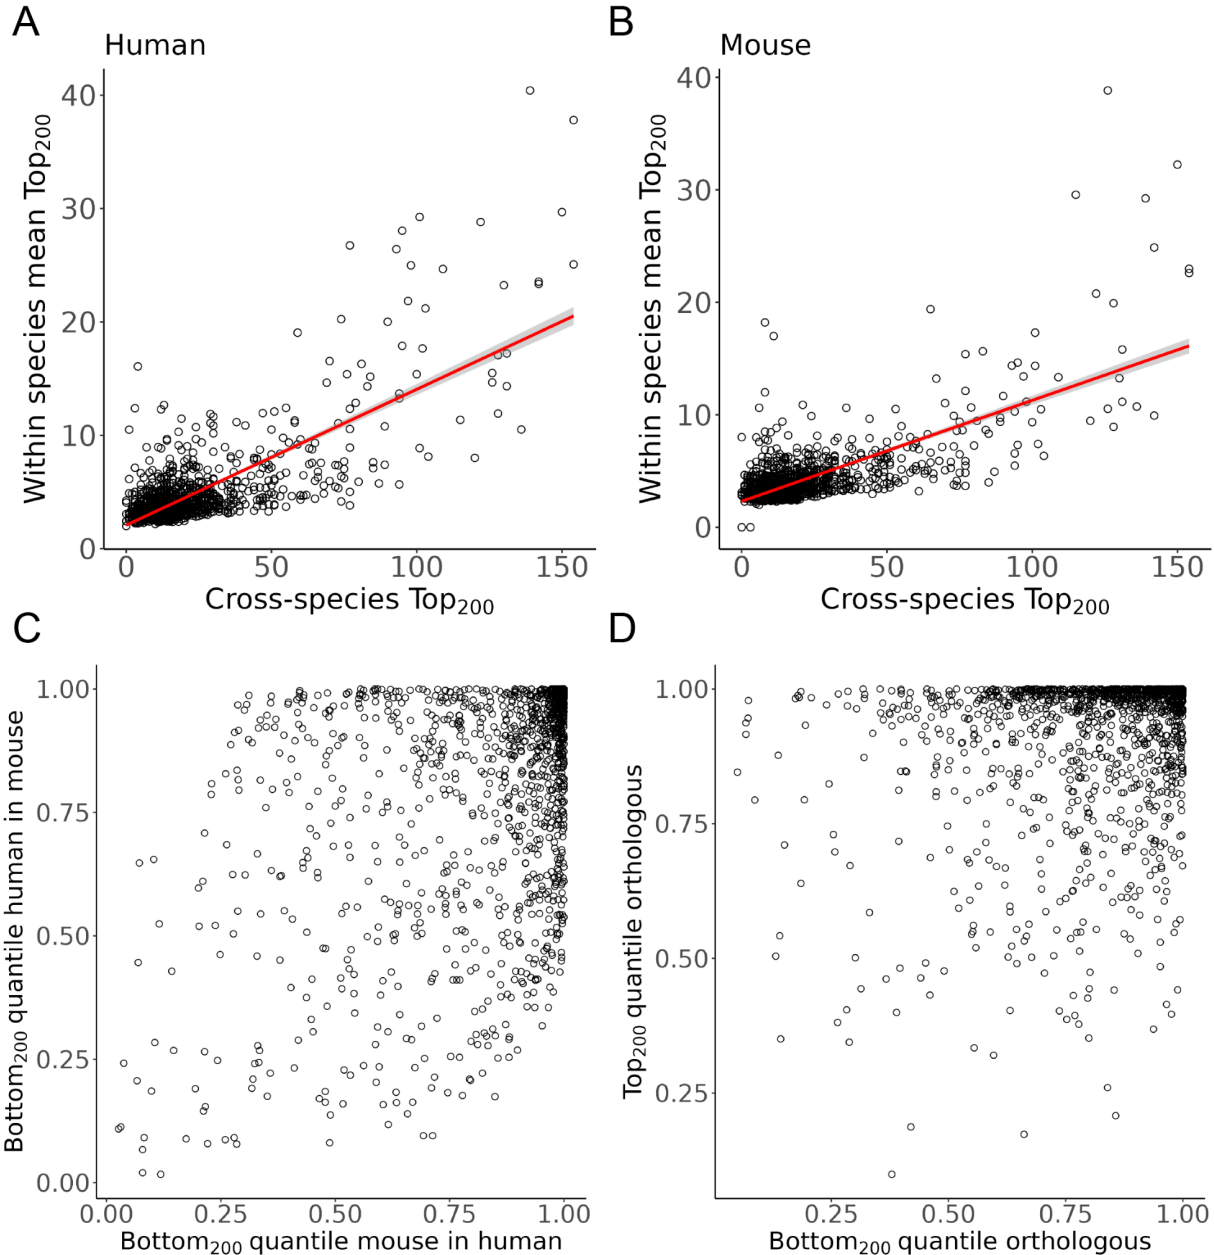 A
Human
Within species mean Top200
40
30
20
10
0
0 50 100 150
Cross-species Top200
B
Mouse
Within species mean Top200
40
30
20
10
0
0 50 100 150
Cross-species Top200
C
Bottom200 quantile human in mouse
1.00
0.75
0.50
0.25
0.00
0.00 0.25 0.50 0.75 1.00
Bottom200 quantile mouse in human
D
Top200 quantile orthologous
1.00
0.75
0.50
0.25
0.25 0.50 0.75 1.00
Bottom200 quantile orthologous